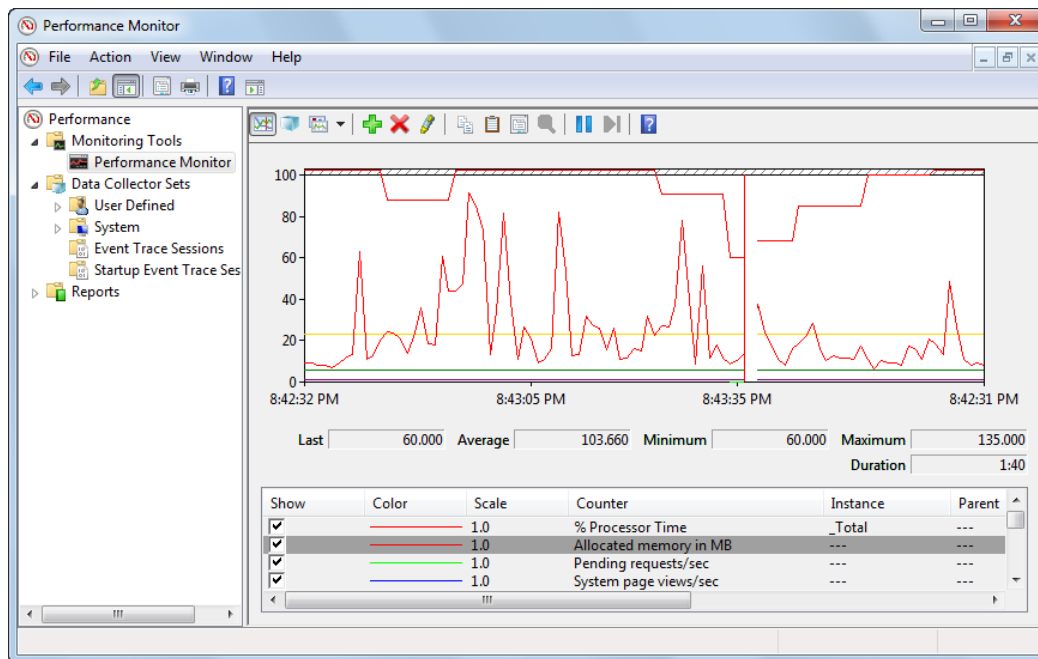 Performance Monitor
File Action View Window Help
Performance
Monitoring Tools
Performance Monitor
Data Collector Sets
User Defined
System
Event Trace Sessions
Startup Event Trace Ses
Reports
100
80
60
40
20
0
8:42:32 PM 8:43:05 PM 8:43:35 PM 8:42:31 PM
Last 60.000 Average 103.660 Minimum 60.000 Maximum 135.000
Duration 1:40
Show Color Scale Counter Instance Parent
1.0 % Processor Time _Total ---
1.0 Allocated memory in MB --- ---
1.0 Pending requests/sec --- ---
1.0 System page views/sec --- ---